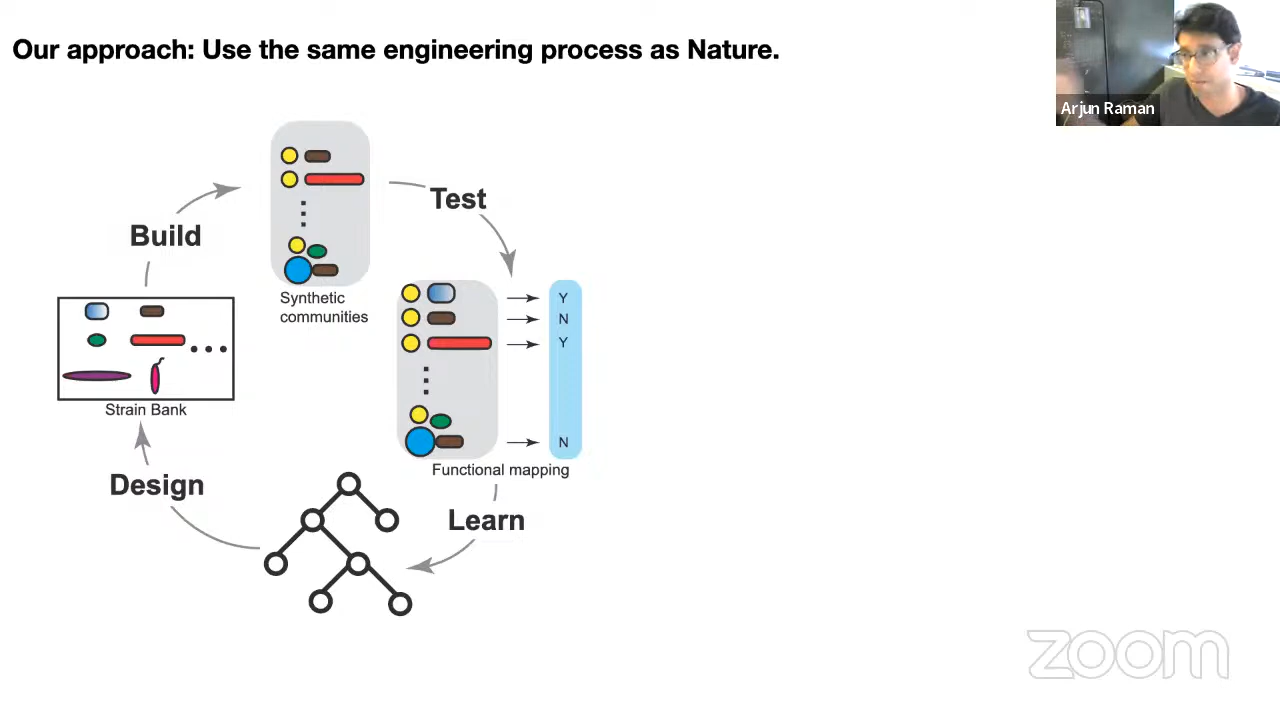 Our approach: Use the same engineering process as Nature.
Arjun Raman
Build
Test
Synthetic
communities
Strain Bank
Y
N
Y
N
Functional mapping
Design
Learn
zoom